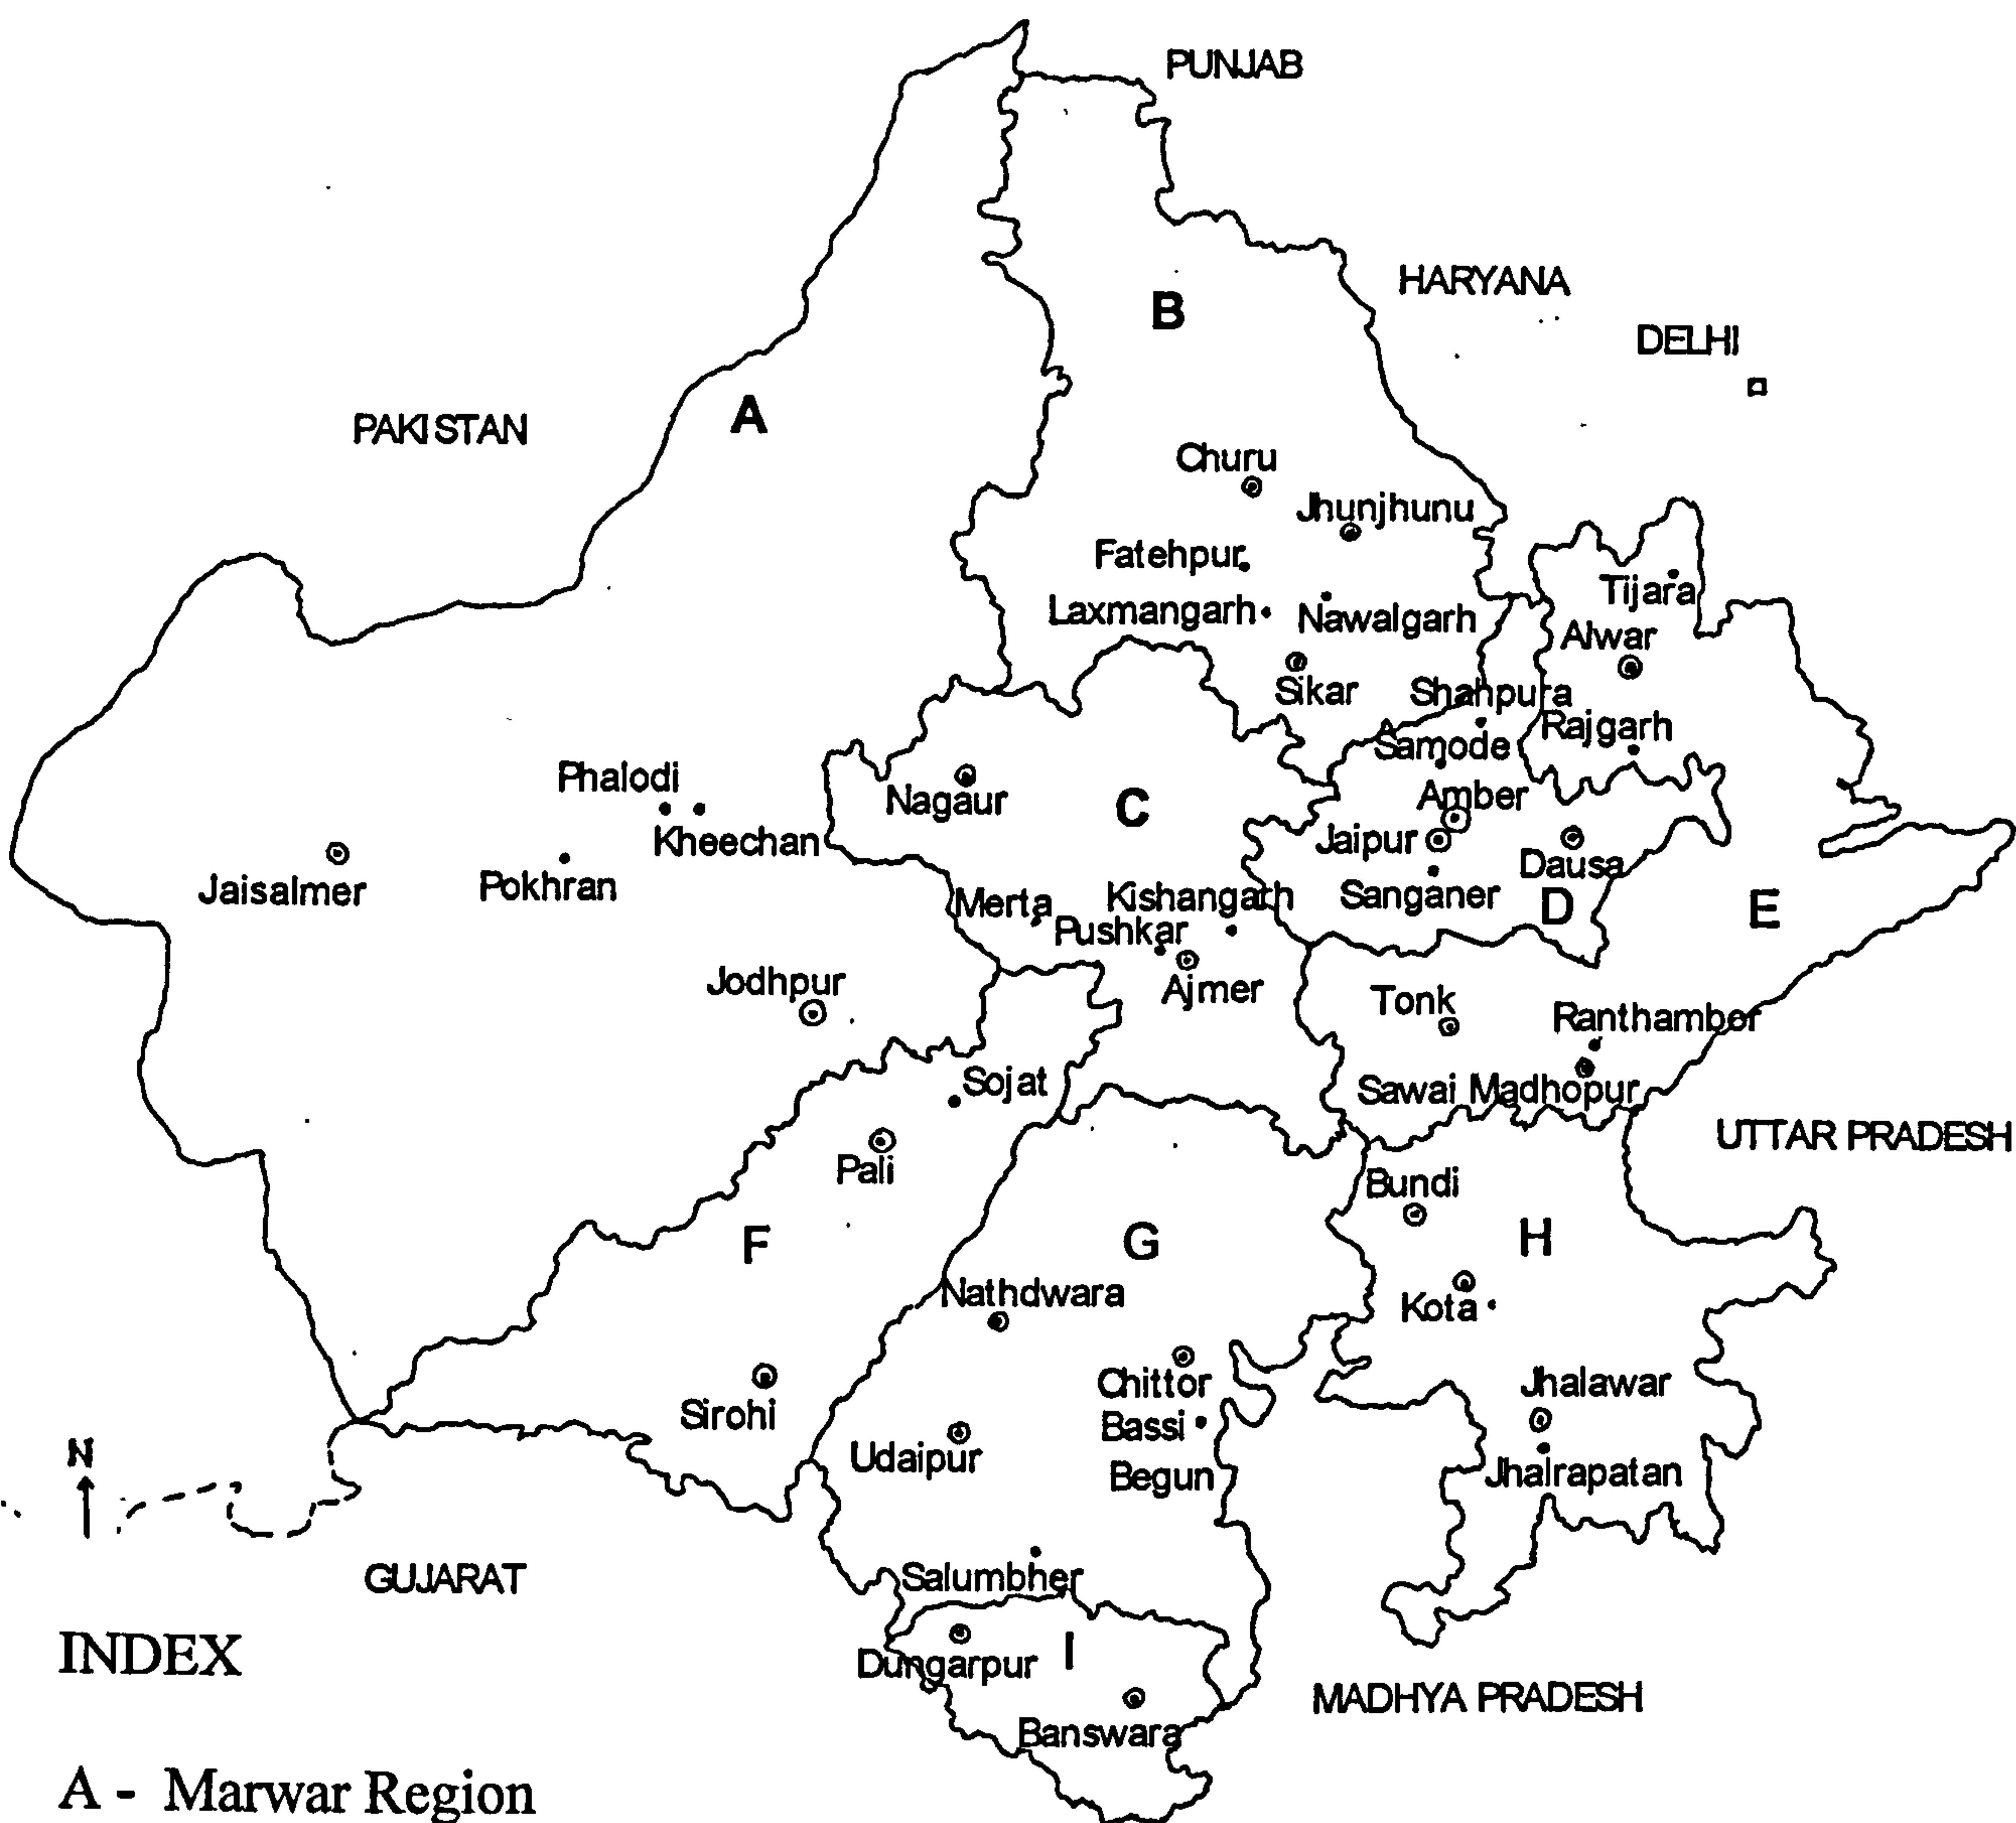 PUNJAB
HARYANA
DELHI
B
PAKISTAN
A
Churu
Jhunjhunu
Fatehpur
Tijara
Laxmangarh
Nawalgarh
Alwar
Sikar
Shahpura
Rajgarh
Samode
Phalodi
Nagaur
C
Amber
Kheechan
Jaipur
Dausa
Jaisalmer
Pokhran
Merta
Kishangarh
Sanganer
D
E
Pushkar
Jodhpur
Ajmer
Tonk
Ranthambor
Sojat
Sawai Madhopur
UTTAR PRADESH
Pali
Bundi
F
G
H
Nathdwara
Kota
Chittor
Jhalawar
Sirohi
Bassi
N
Udaipur
Begun
Jhalrapatan
GUJARAT
Salumbher
INDEX
Dungarpur
I
MADHYA PRADESH
Banswara
A - Marwar Region